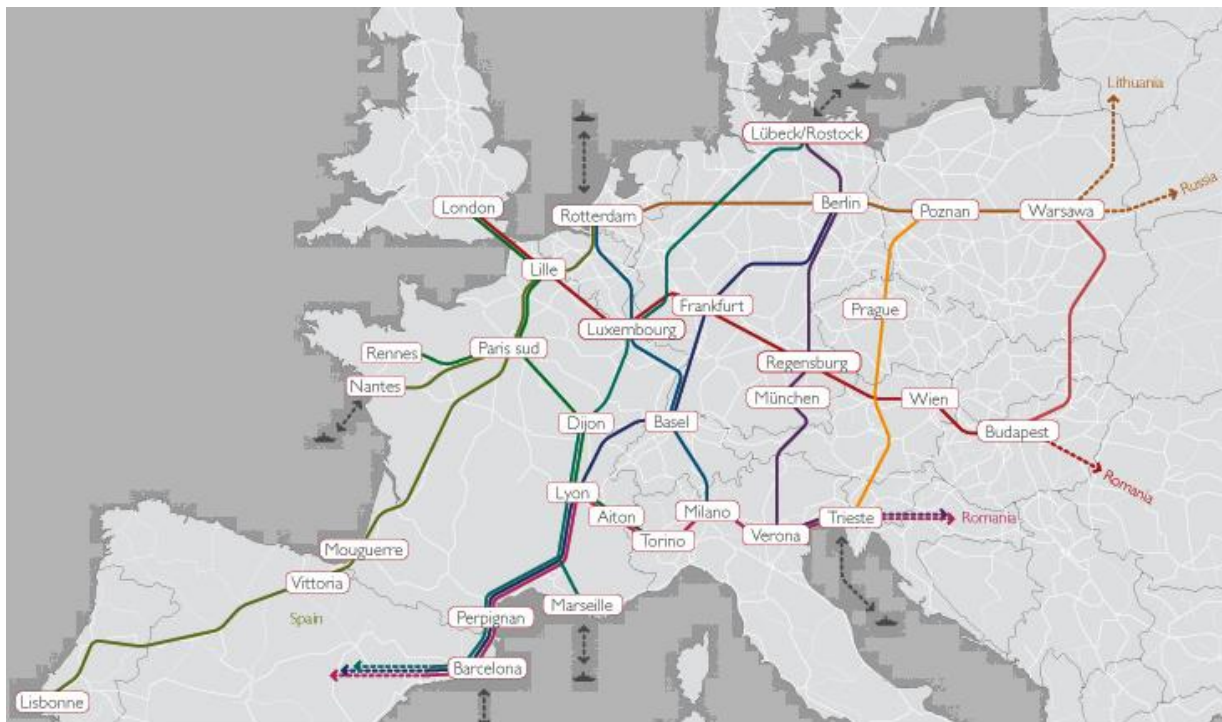 Lithuania
Lübeck/Rostock
Russia
London
Rotterdam
Berlin
Poznan
Warsawa
Lille
Frankfurt
Prague
Luxembourg
Rennes
Paris sud
Regensburg
Nantes
München
Wien
Dijon
Basel
Budapest
Romania
Lyon
Aiton
Milano
Trieste
Romania
Torino
Verona
Mouguerre
Vittoria
Marseille
Spain
Perpignan
Barcelona
Lisbonne